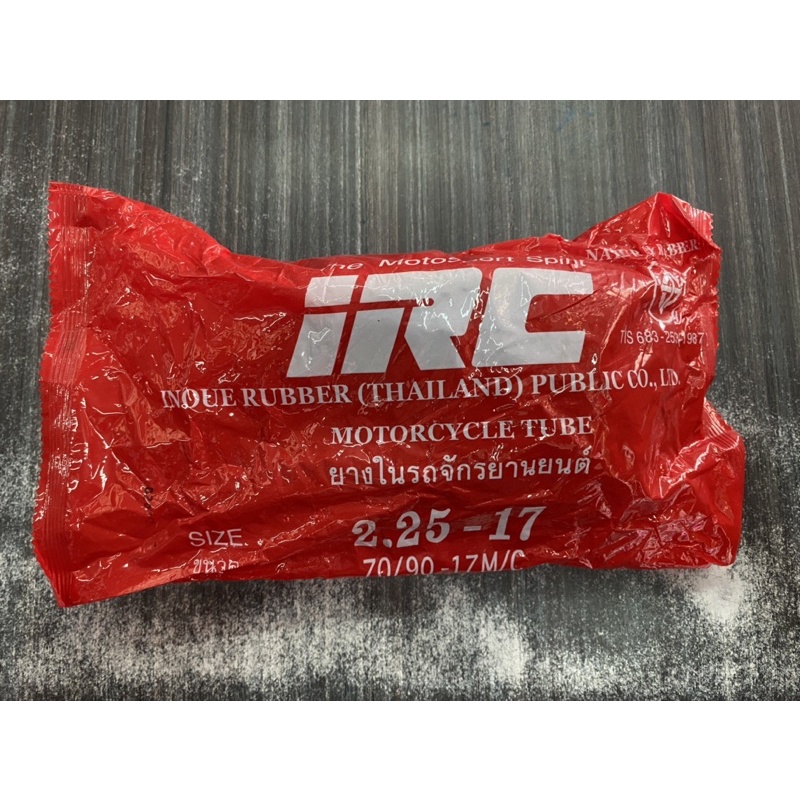 The Motosport Spirit
IRC
TIS 683-2530-1987
INOUE RUBBER (THAILAND) PUBLIC CO., LTD.
MOTORCYCLE TUBE
ยางในรถจักรยานยนต์
SIZE. 2.25-17
ขนาด 70/90-17M/C